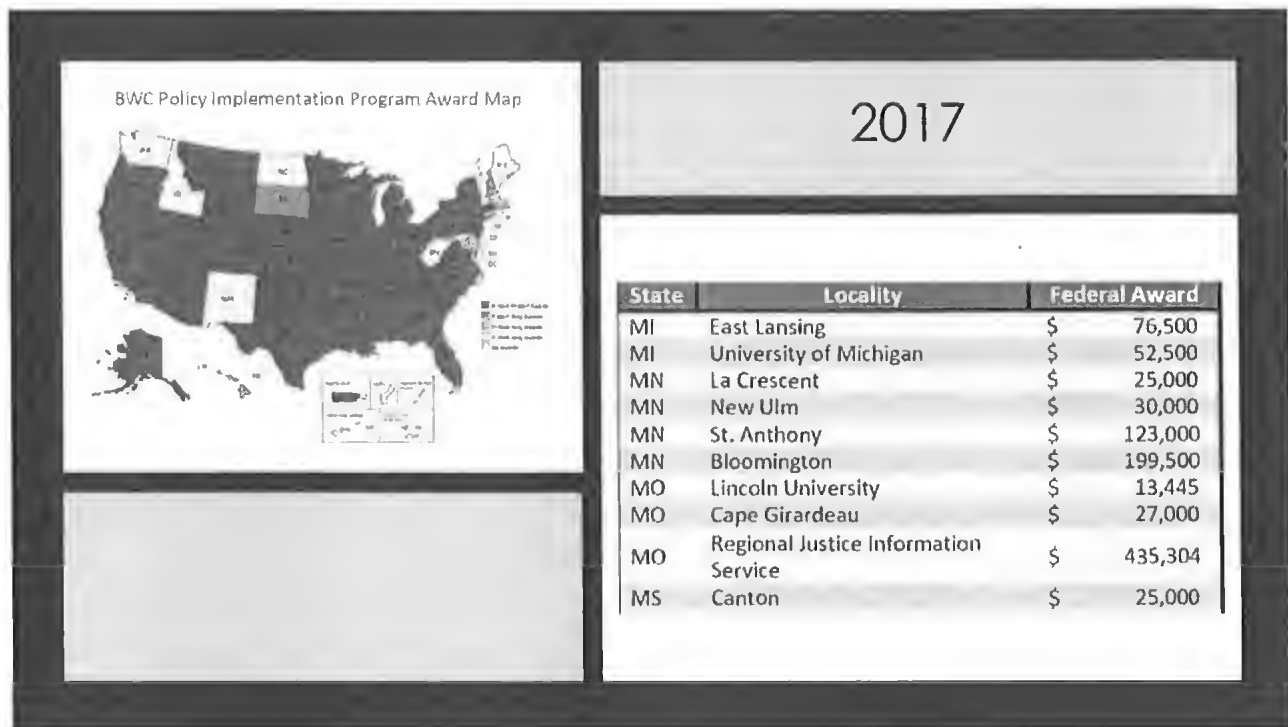 BWC Policy Implementation Program Award Map
NM
2017
State Locality Federal Award
MI East Lansing $ 76,500
MI University of Michigan $ 52,500
MN La Crescent $ 25,000
MN New Ulm $ 30,000
MN St. Anthony $ 123,000
MN Bloomington $ 199,500
MO Lincoln University $ 13,445
MO Cape Girardeau $ 27,000
MO Regional Justice Information
Service $ 435,304
MS Canton $ 25,000